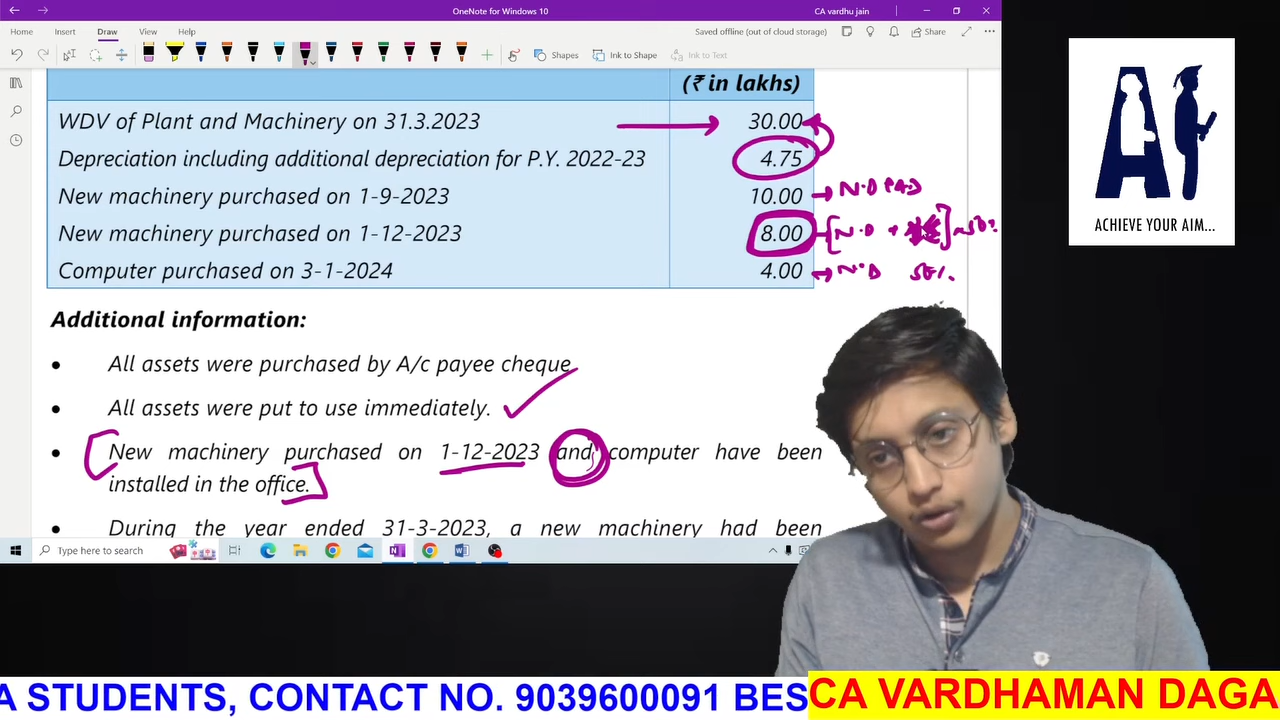 OneNote for Windows 10
CA vardhu jain
Home Insert Draw View Help
Saved offline (out of cloud storage)
Share
Shapes
Ink to Shape
Ink to Text
(₹ in lakhs)
WDV of Plant and Machinery on 31.3.2023 30.00
Depreciation including additional depreciation for P.Y. 2022-23 4.75
New machinery purchased on 1-9-2023 10.00
New machinery purchased on 1-12-2023 8.00
Computer purchased on 3-1-2024 4.00
N.D
Additional information:
• All assets were purchased by A/c payee cheque.
• All assets were put to use immediately.
• New machinery purchased on 1-12-2023 and computer have been
installed in the office.
• During the year ended 31-3-2023, a new machinery had been
Type here to search
AI
ACHIEVE YOUR AIM...
A STUDENTS, CONTACT NO. 9039600091 BES
CA VARDHAMAN DAGA